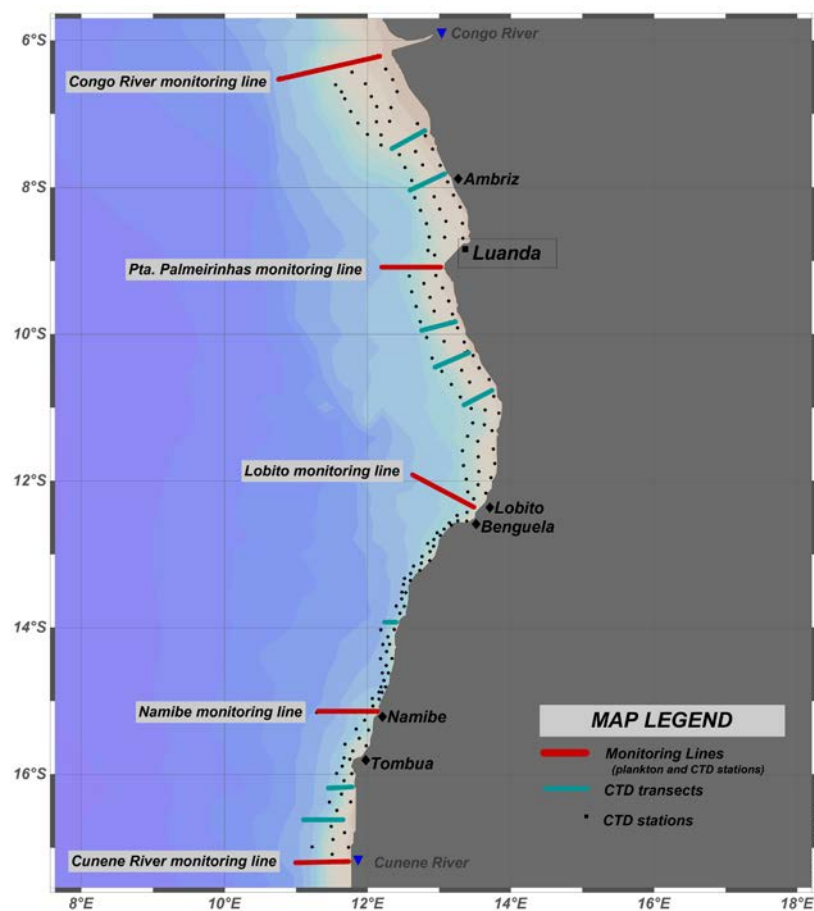 6°S
Congo River
Congo River monitoring line
8°S
Ambriz
Luanda
Pta. Palmeirinhas monitoring line
10°S
Lobito monitoring line
12°S
Lobito
Benguela
14°S
Namibe monitoring line
Namibe
MAP LEGEND
Monitoring Lines
(plankton and CTD stations)
Tombua
16°S
CTD transects
CTD stations
Cunene River monitoring line
Cunene River
8°E 10°E 12°E 14°E 16°E 18°E